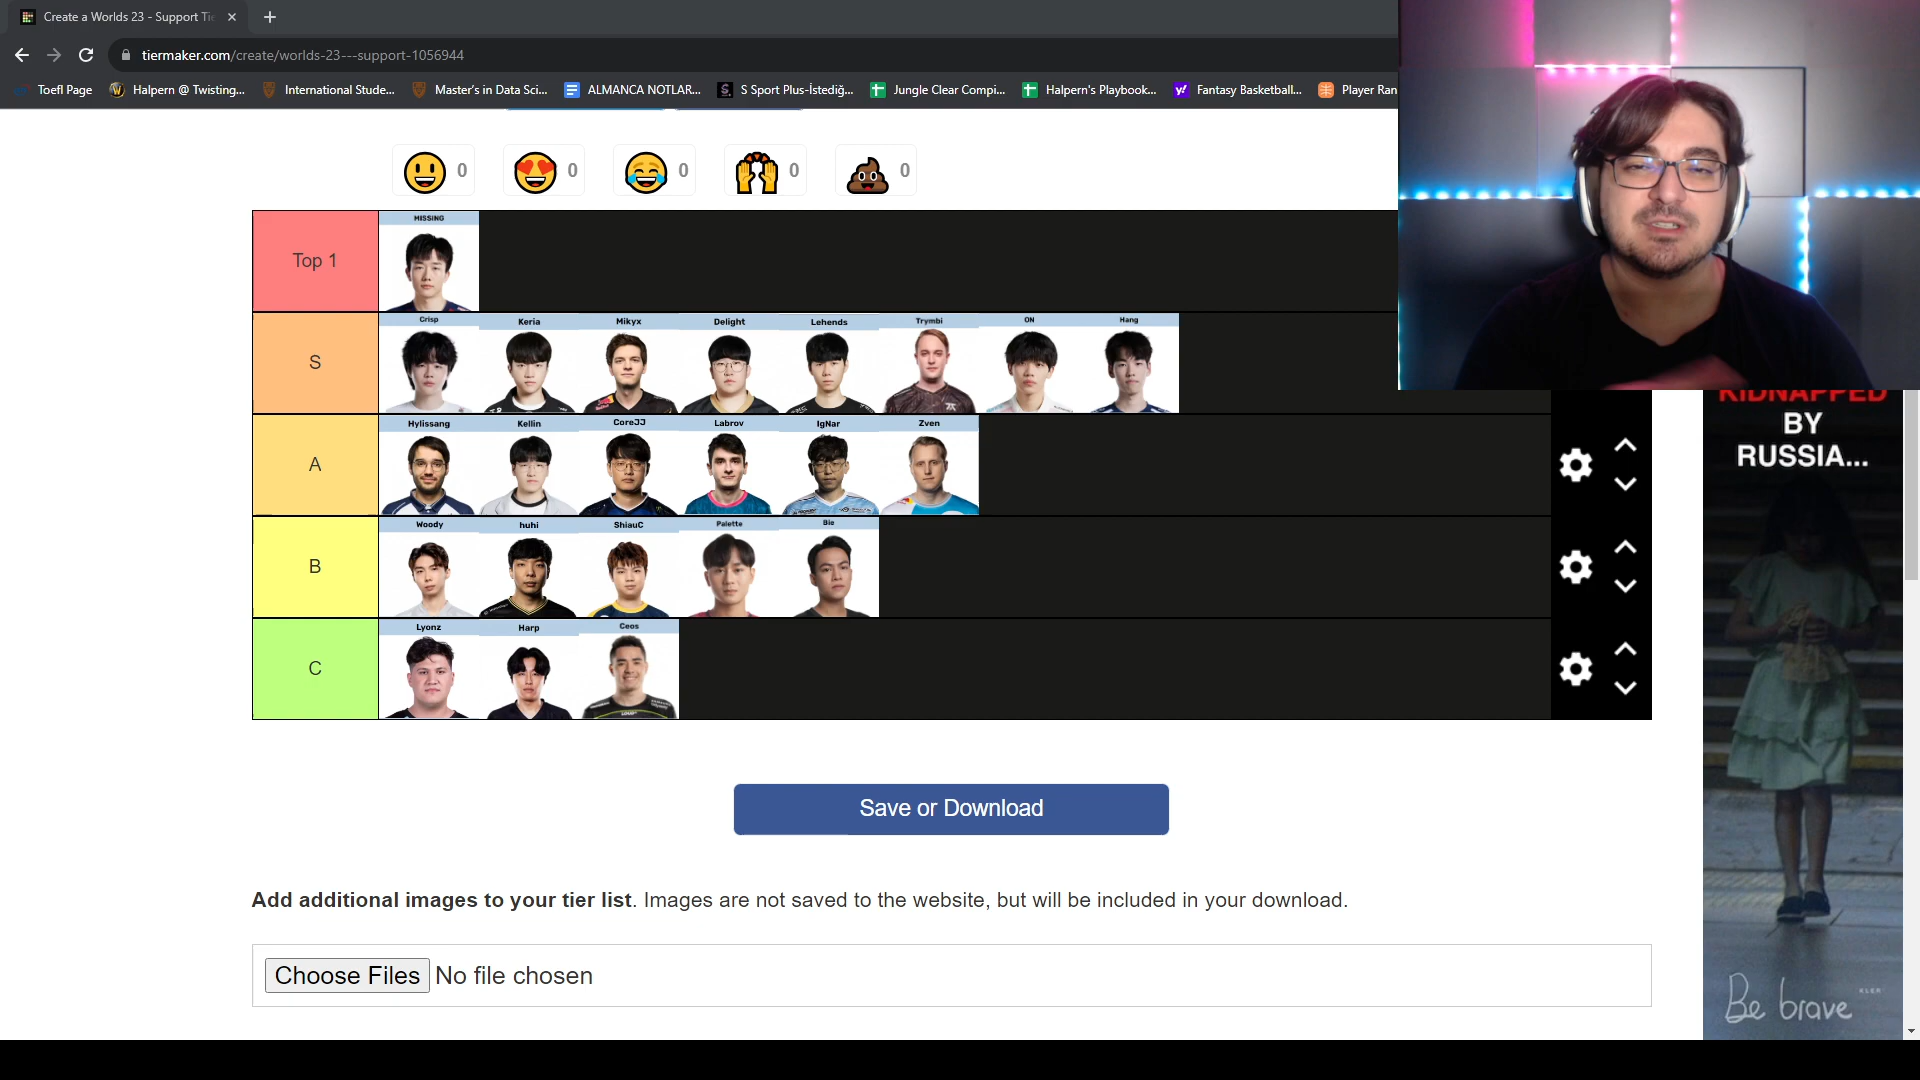 Create a Worlds 23 - Support Tie
tiermaker.com/create/worlds-23---support-1056944
Toefl Page
Halpern @ Twisting...
International Stude...
Master's in Data Sci...
ALMANCA NOTLAR...
S Sport Plus-İstediğ...
Jungle Clear Compi...
Halpern's Playbook...
Fantasy Basketball...
Player Ran
0 0 0 0 0
Top 1
MISSING
S
Crisp Keria Mikyx Delight Lehends Trymbi ON Hang
A
Hylissang Kellin CoreJJ Labrov IgNar Zven
B
Woody huhi ShiauC Palette Bie
C
Lyonz Harp Ceos
Save or Download
Add additional images to your tier list. Images are not saved to the website, but will be included in your download.
Choose Files No file chosen
KIDNAPPED
BY
RUSSIA...
Be brave